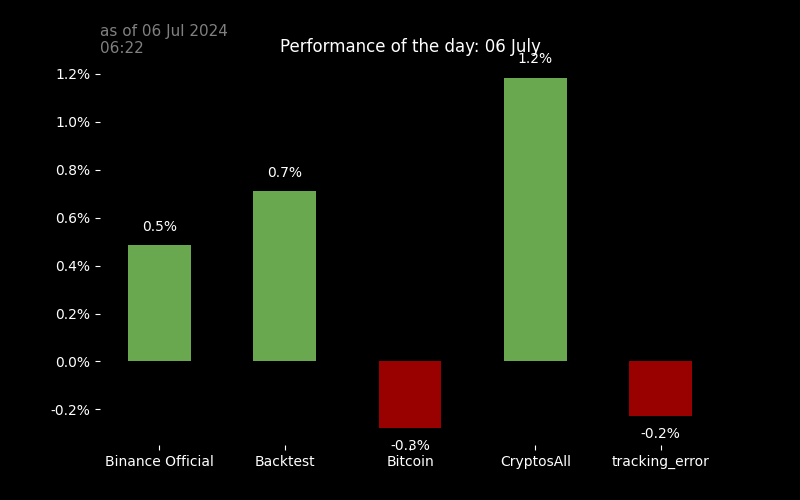 as of 06 Jul 2024
06:22
Performance of the day: 06 July
1.2%
1.2%
1.0%
0.8%
0.7%
0.6%
0.5%
0.4%
0.2%
0.0%
-0.2%
-0.2%
-0.3%
Binance Official
Backtest
Bitcoin
CryptosAll
tracking_error